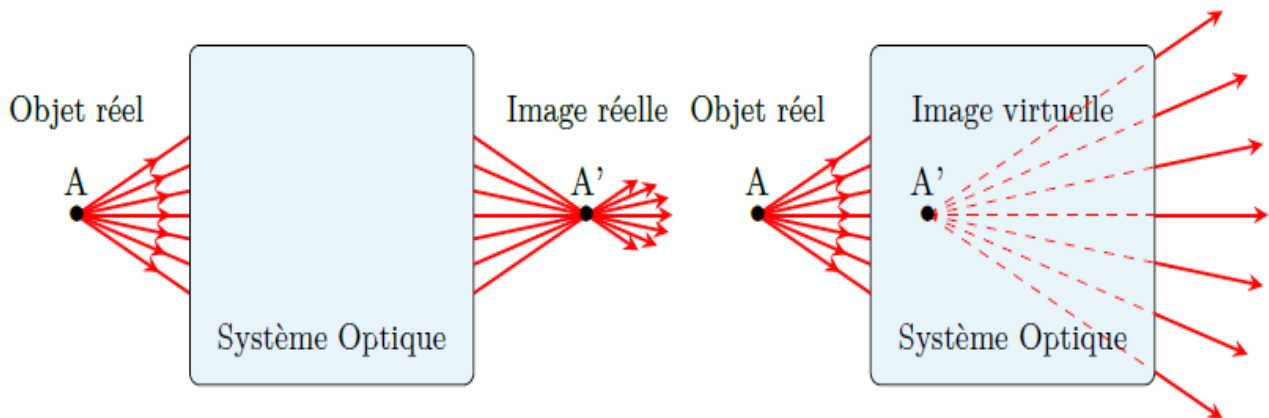 Objet réel
Image réelle
A
A'
Système Optique
Objet réel
Image virtuelle
A
A'
Système Optique